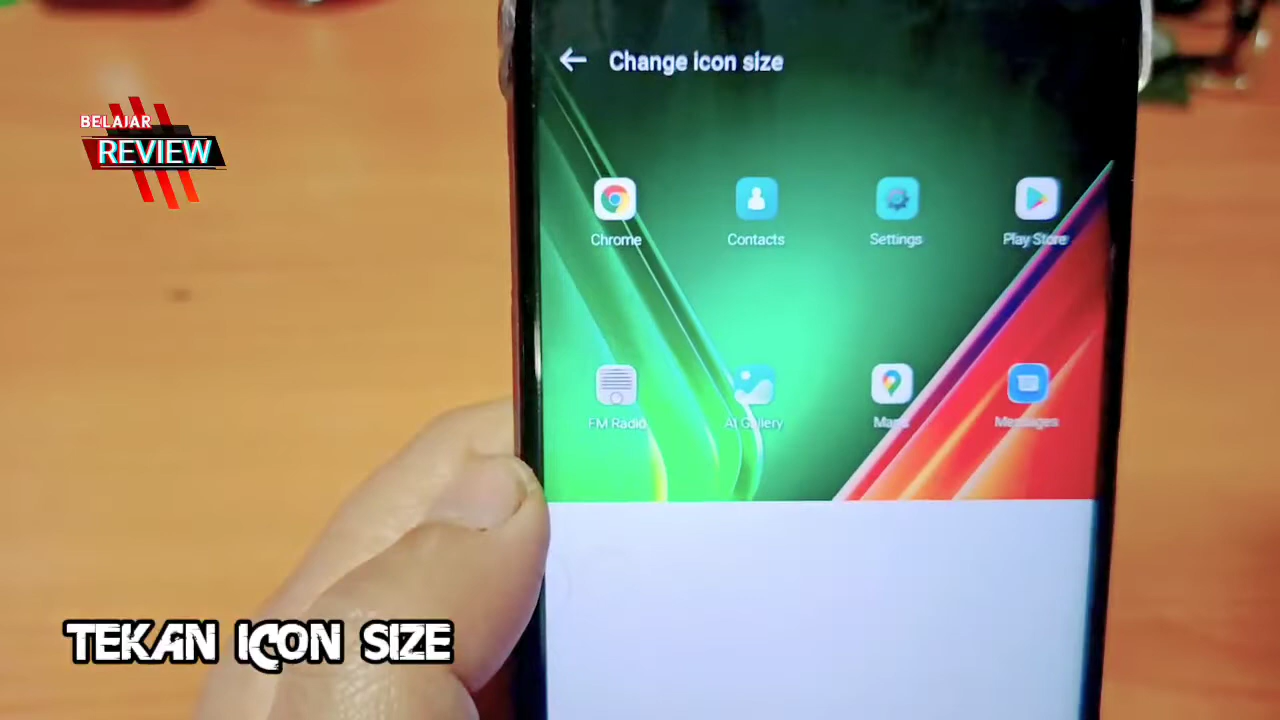 Change icon size
BELAJAR
REVIEW
Chrome
Contacts
Settings
Play Store
FM Radio
AI Gallery
Maps
Messages
TEKAN ICON SIZE